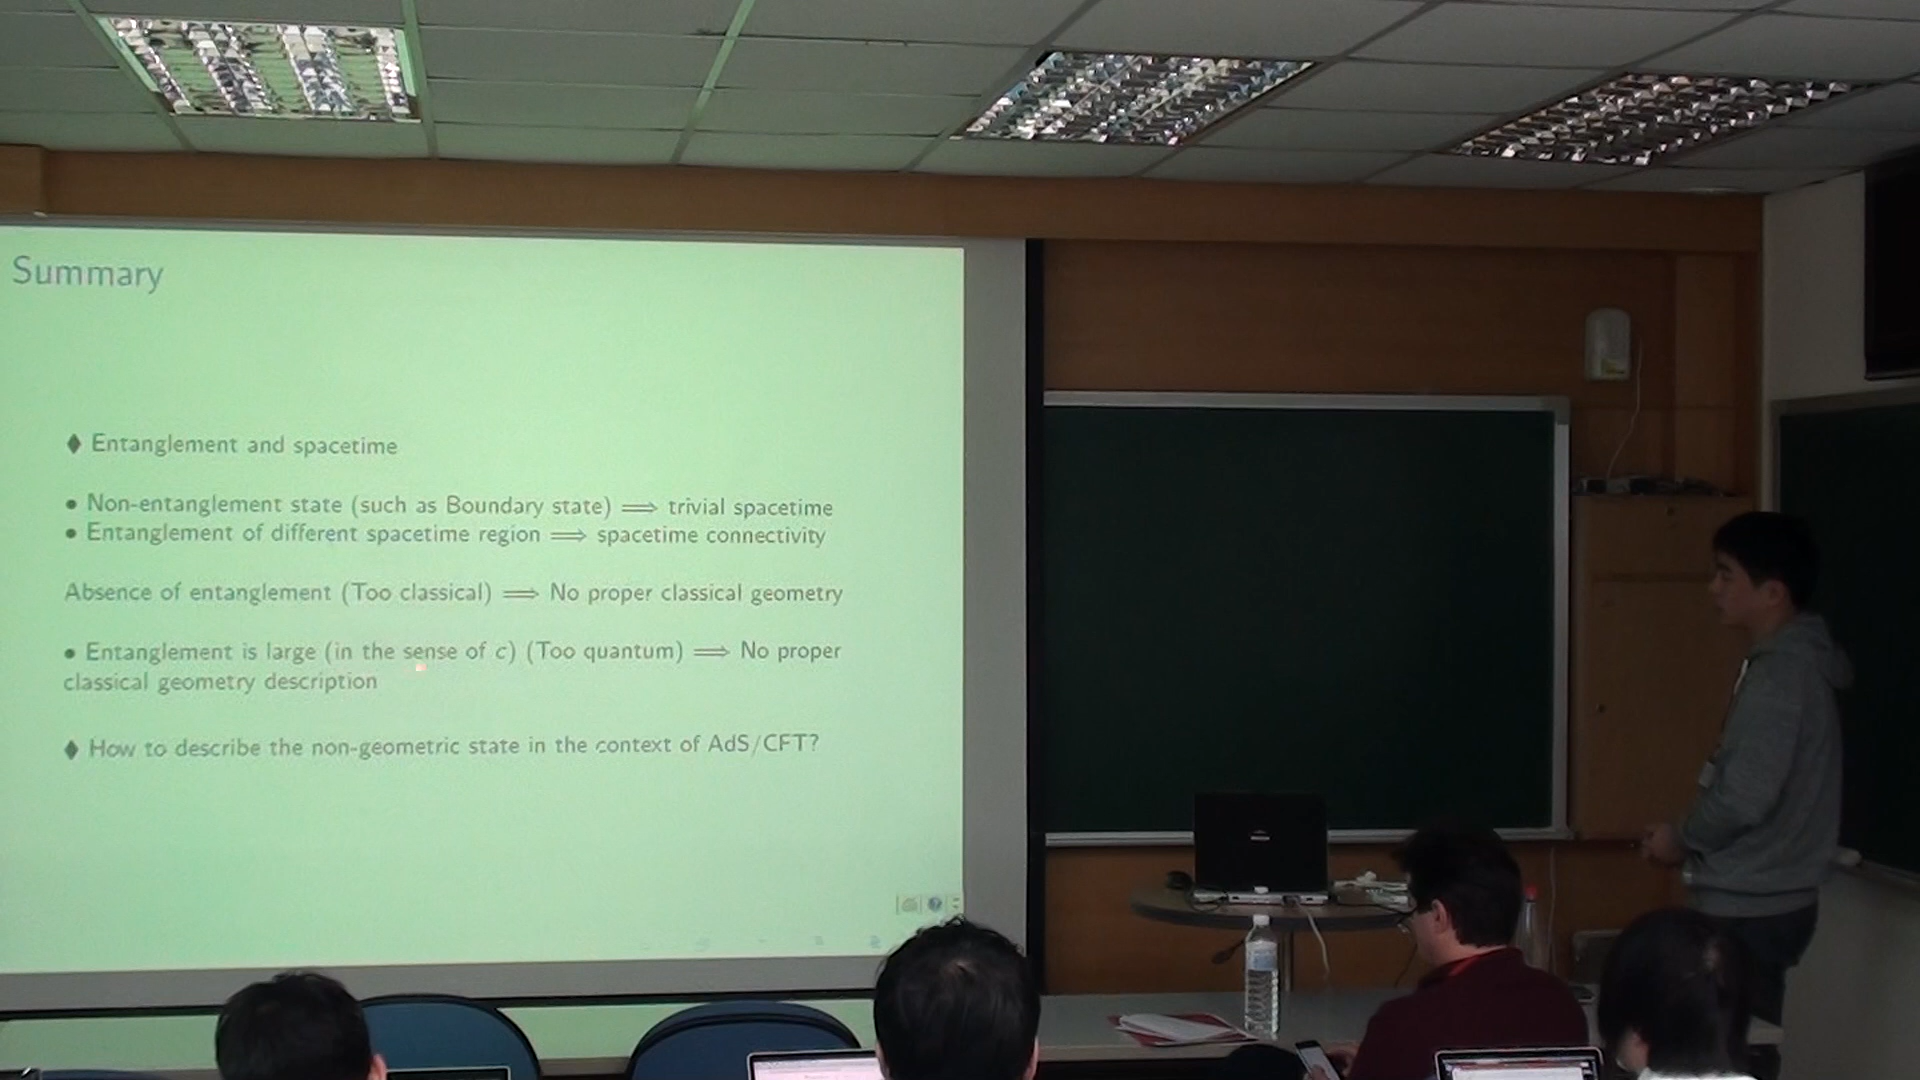 Summary
♦ Entanglement and spacetime
• Non-entanglement state (such as Boundary state) ⟹ trivial spacetime
• Entanglement of different spacetime region ⟹ spacetime connectivity
Absence of entanglement (Too classical) ⟹ No proper classical geometry
• Entanglement is large (in the sense of c) (Too quantum) ⟹ No proper
classical geometry description
♦ How to describe the non-geometric state in the context of AdS/CFT?